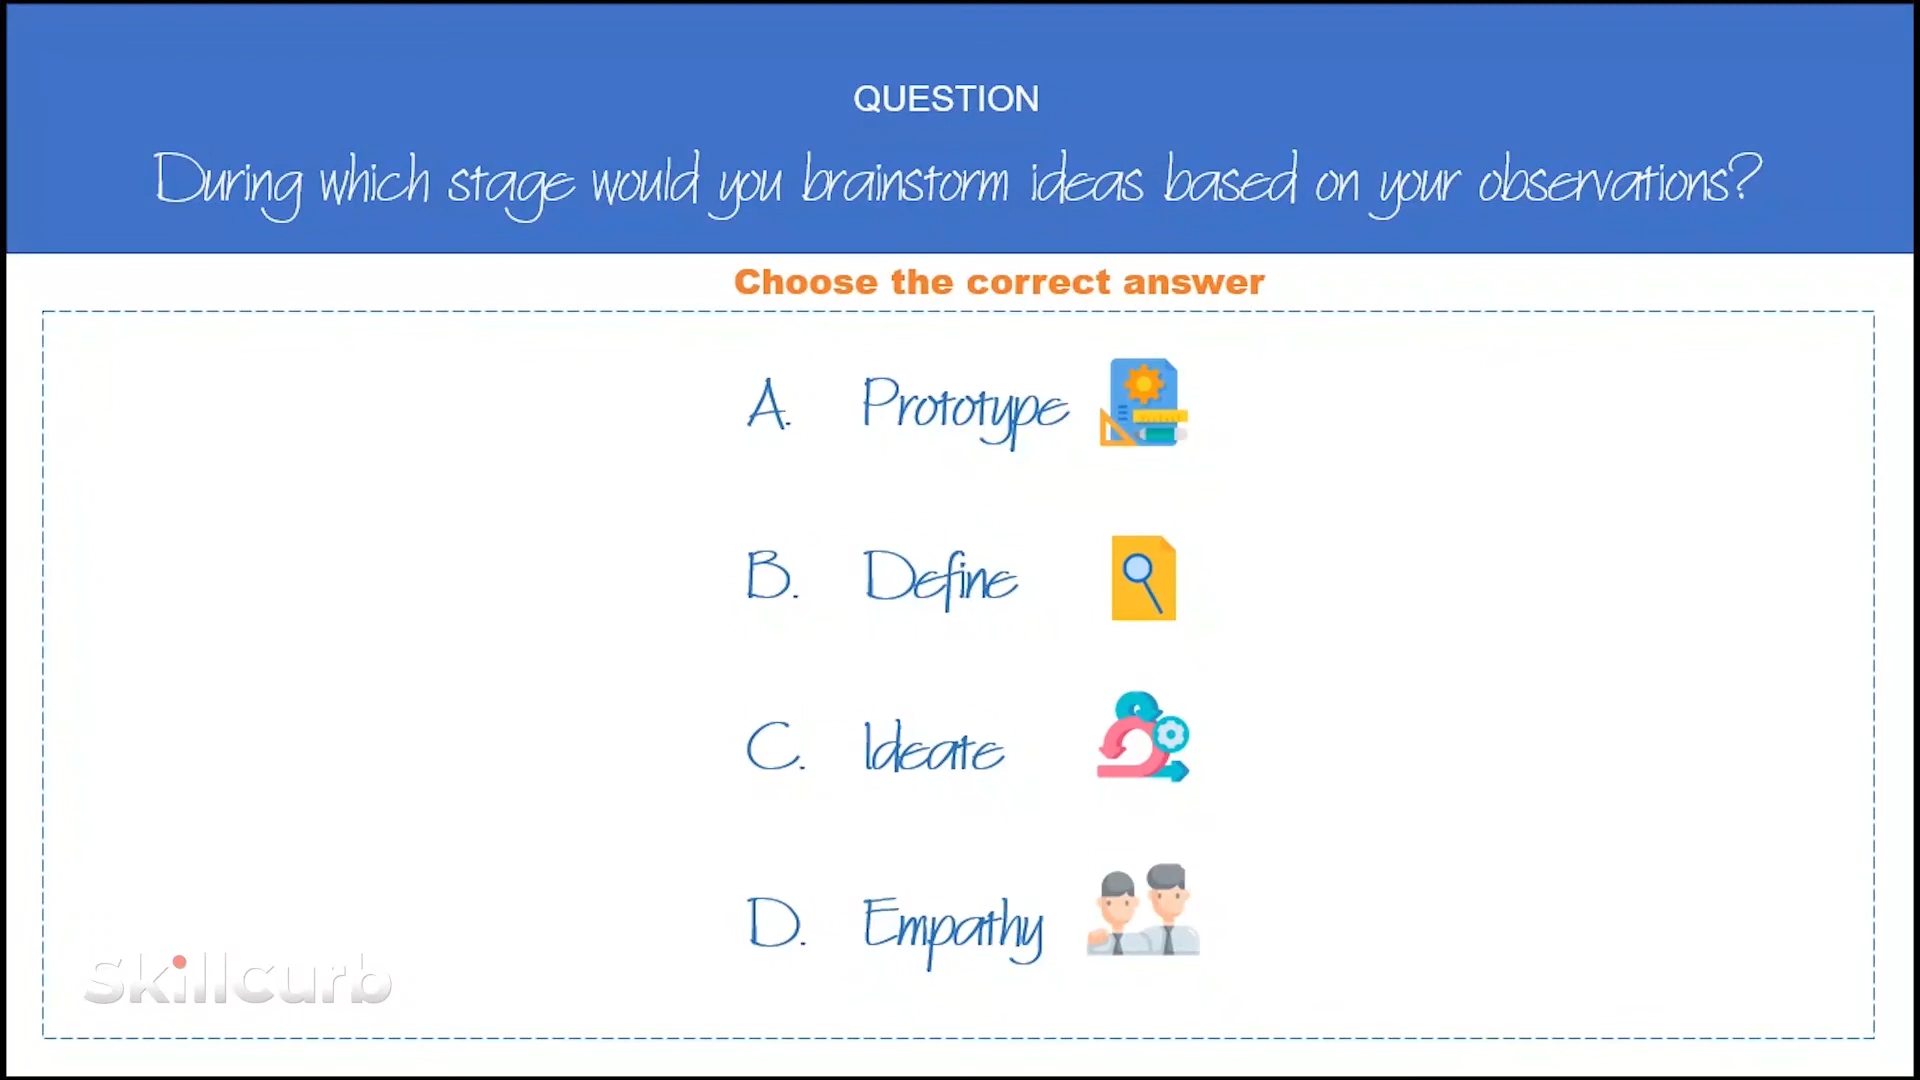 QUESTION
During which stage would you brainstorm ideas based on your observations?
Choose the correct answer
A. Prototype
B. Define
C. Ideate
D. Empathy
Skillcurb